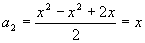 a₂ = (x² − x² + 2x) / 2 = x